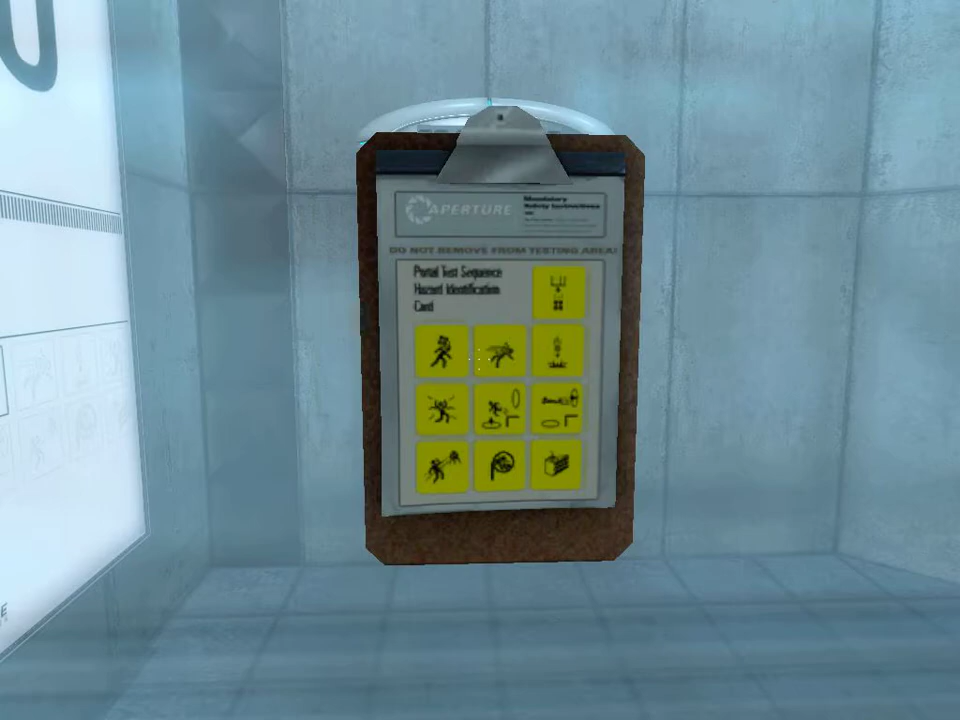 APERTURE
Mandatory
Safety Instructions
DO NOT REMOVE FROM TESTING AREA!
Portal Test Sequence
Hazard Identification
Card